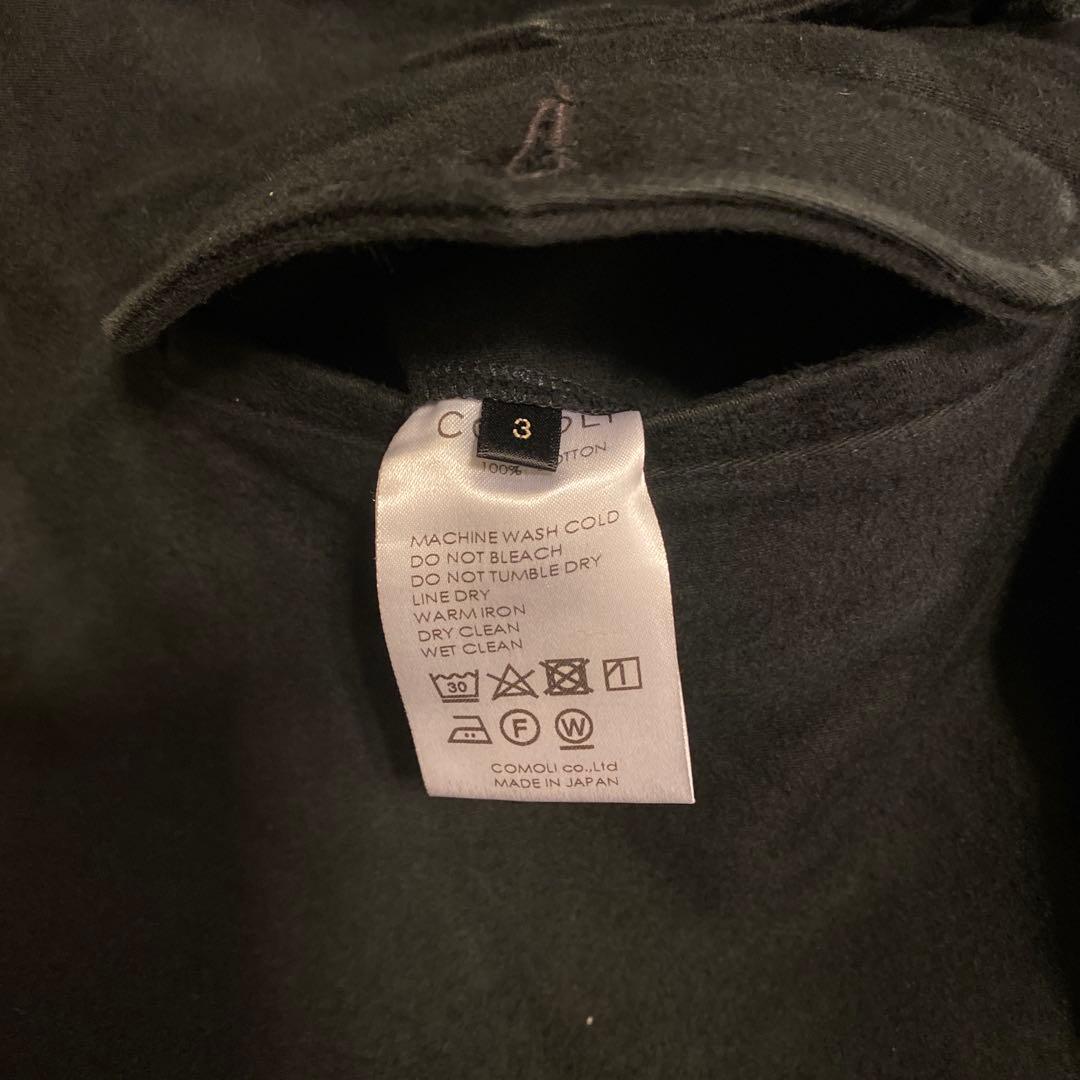 3
100%
MACHINE WASH COLD
DO NOT BLEACH
DO NOT TUMBLE DRY
LINE DRY
WARM IRON
DRY CLEAN
WET CLEAN
30
F W
COMOLI co.,Ltd
MADE IN JAPAN